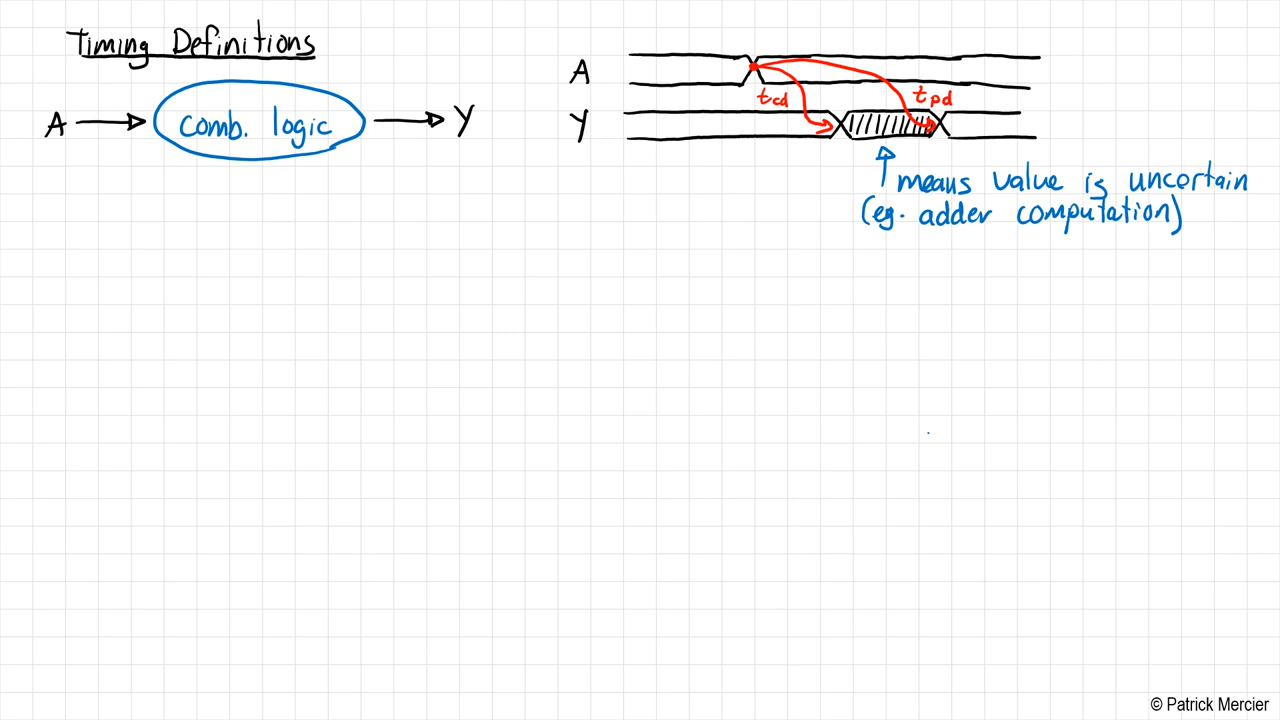 Timing Definitions
A comb. logic Y
A
tcd tpd
Y
means value is uncertain
(eg. adder computation)
© Patrick Mercier